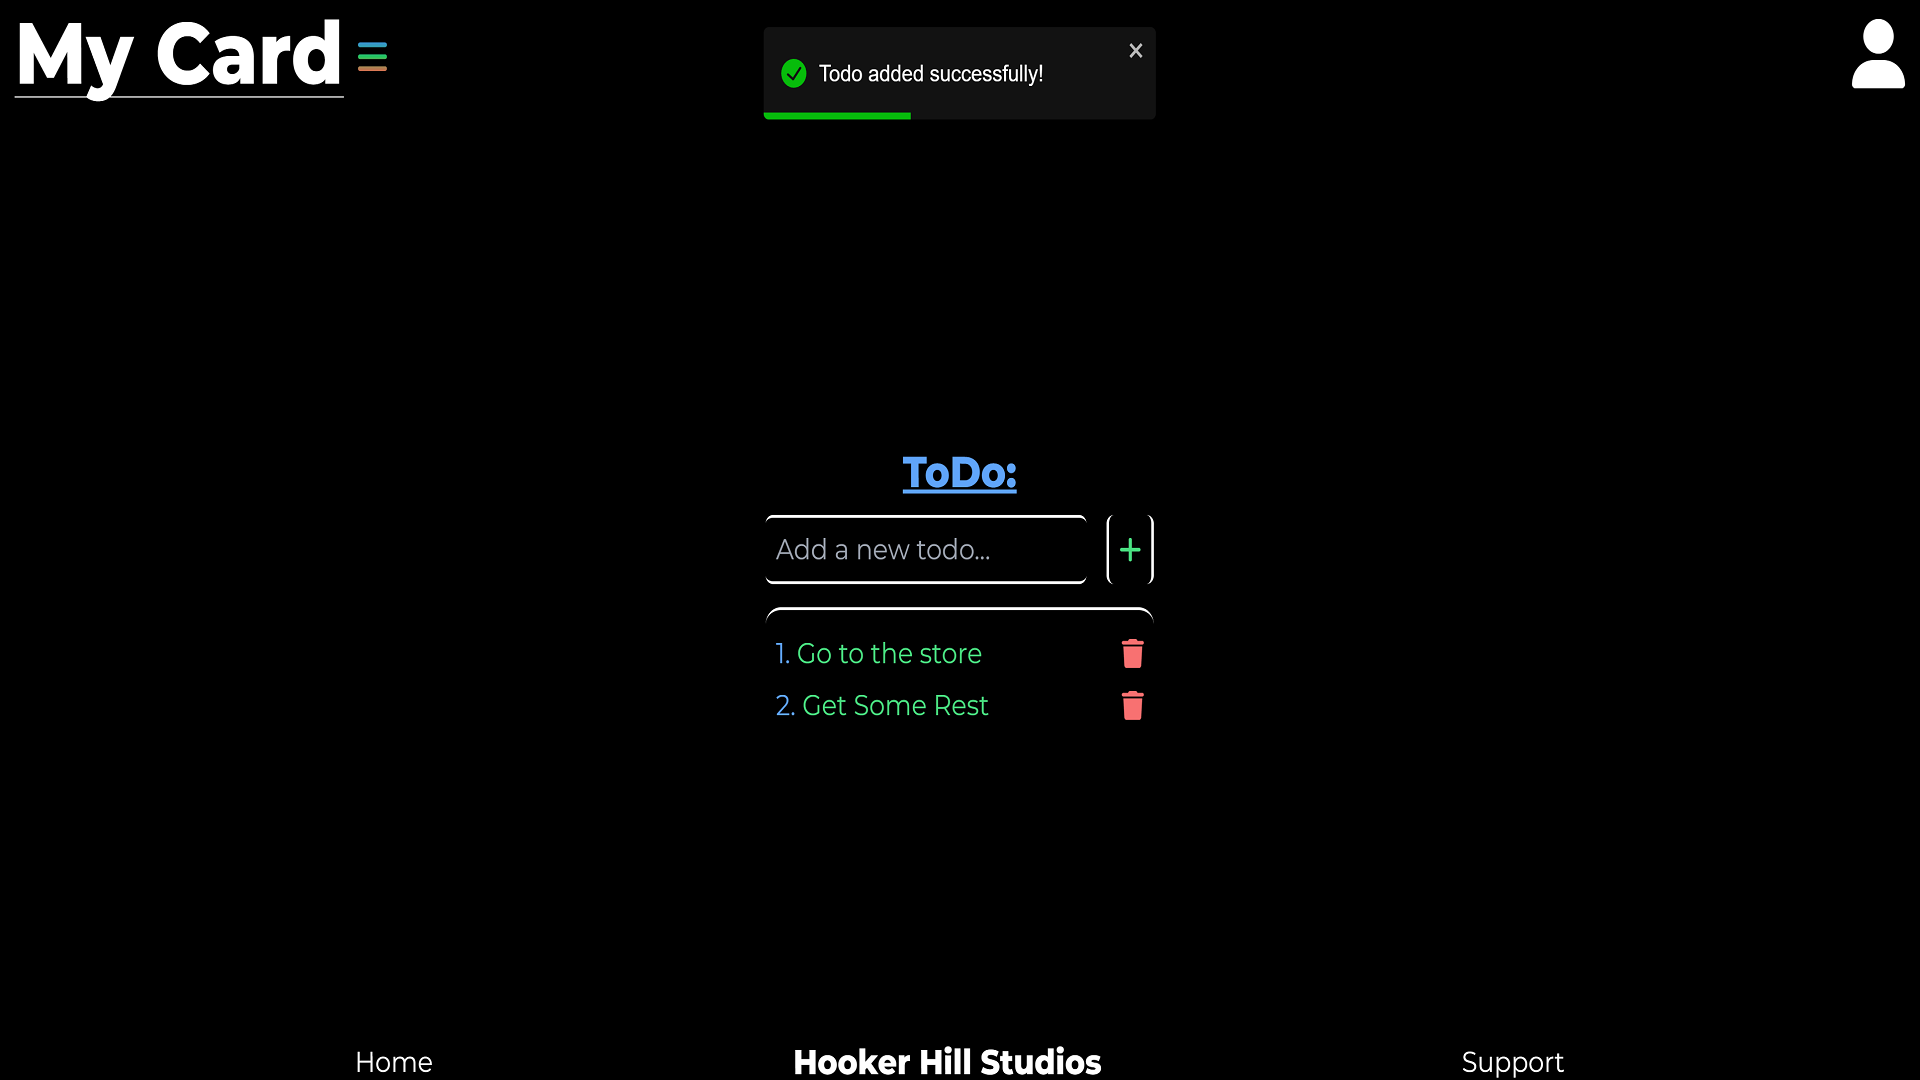 My Card
Todo added successfully!
ToDo:
Add a new todo...
1. Go to the store
2. Get Some Rest
Home
Hooker Hill Studios
Support